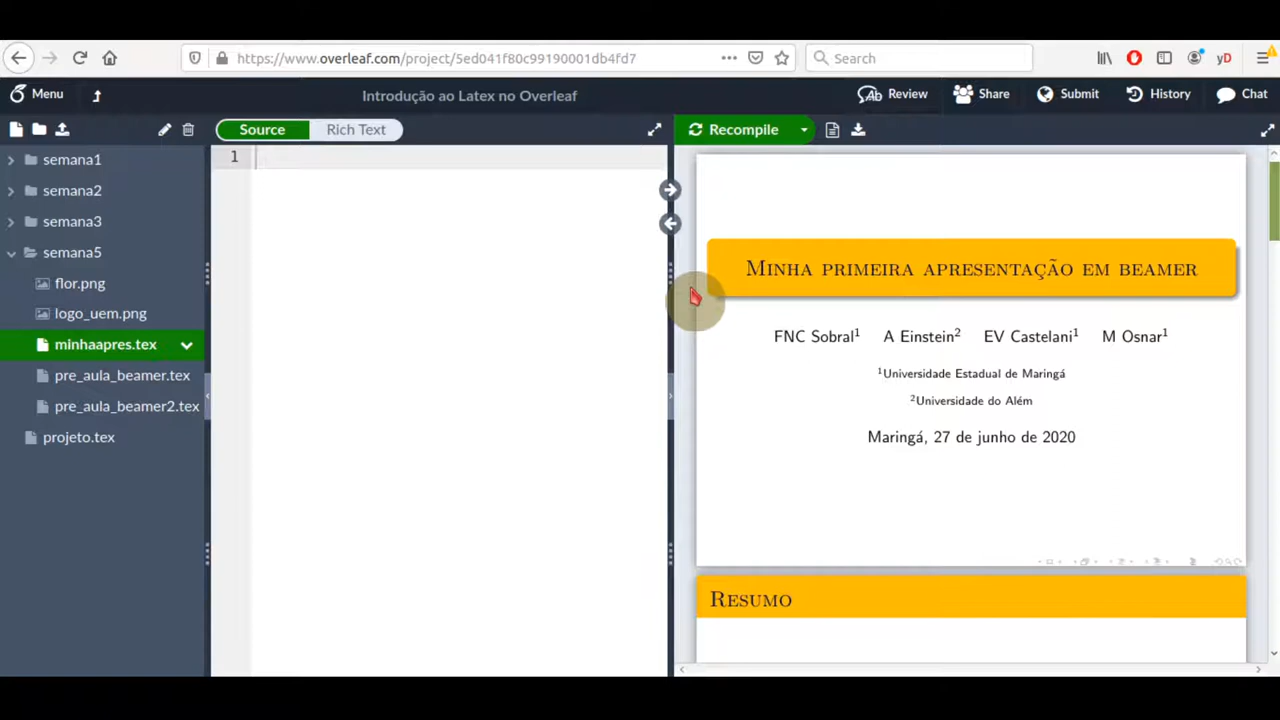 https://www.overleaf.com/project/5ed041f80c99190001db4fd7
Search
yD
Menu
Introdução ao Latex no Overleaf
Review
Share
Submit
History
Chat
Source
Rich Text
Recompile
semana1
semana2
semana3
semana5
flor.png
logo_uem.png
minhaapres.tex
pre_aula_beamer.tex
pre_aula_beamer2.tex
projeto.tex
1
Minha primeira apresentação em beamer
FNC Sobral¹ A Einstein² EV Castelani¹ M Osnar¹
¹Universidade Estadual de Maringá
²Universidade do Além
Maringá, 27 de junho de 2020
Resumo